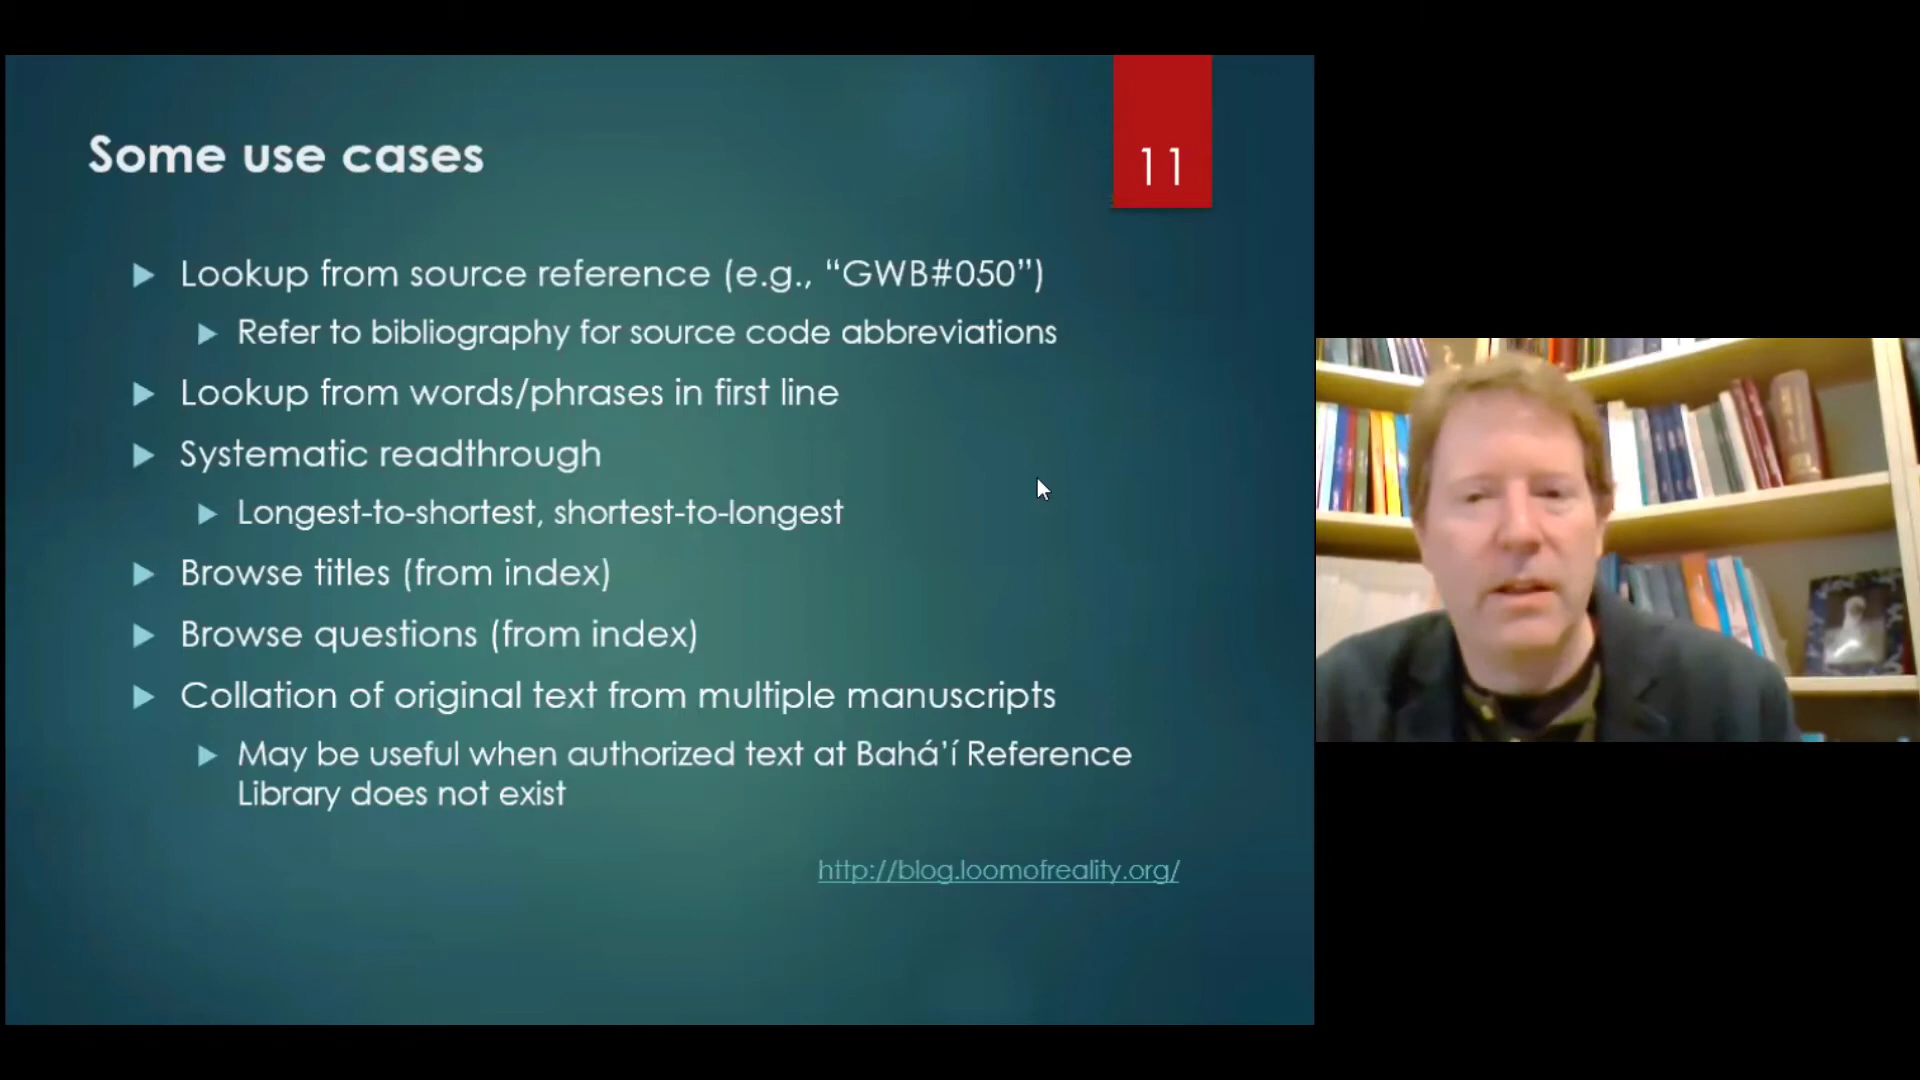 Some use cases
11
Lookup from source reference (e.g., “GWB#050”)
Refer to bibliography for source code abbreviations
Lookup from words/phrases in first line
Systematic readthrough
Longest-to-shortest, shortest-to-longest
Browse titles (from index)
Browse questions (from index)
Collation of original text from multiple manuscripts
May be useful when authorized text at Bahá’í Reference
Library does not exist
http://blog.loomofreality.org/